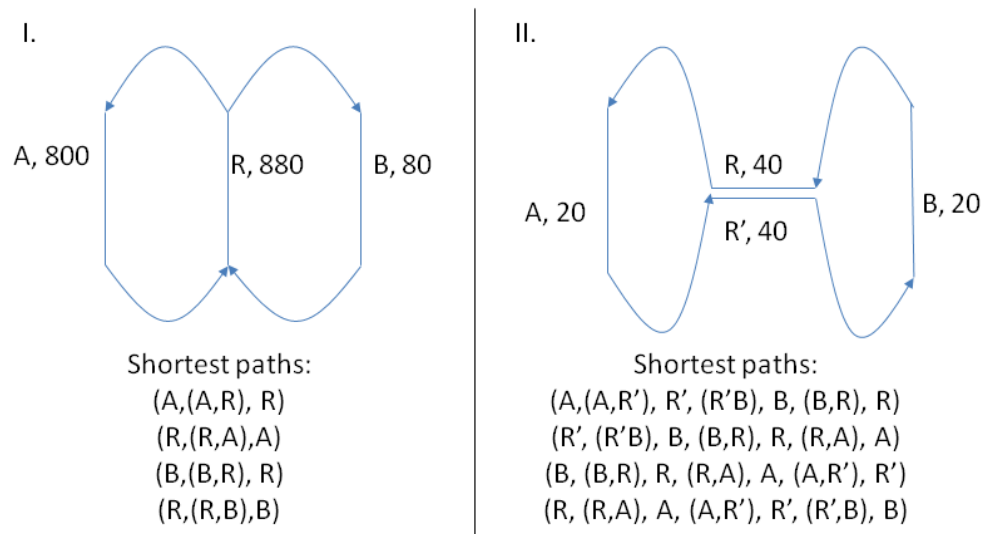 I.
A, 800
R, 880
B, 80
Shortest paths:
(A,(A,R), R)
(R,(R,A),A)
(B,(B,R), R)
(R,(R,B),B)
II.
R, 40
A, 20
R', 40
B, 20
Shortest paths:
(A,(A,R’), R’, (R’B), B, (B,R), R)
(R’, (R’B), B, (B,R), R, (R,A), A)
(B, (B,R), R, (R,A), A, (A,R’), R’)
(R, (R,A), A, (A,R’), R’, (R’,B), B)